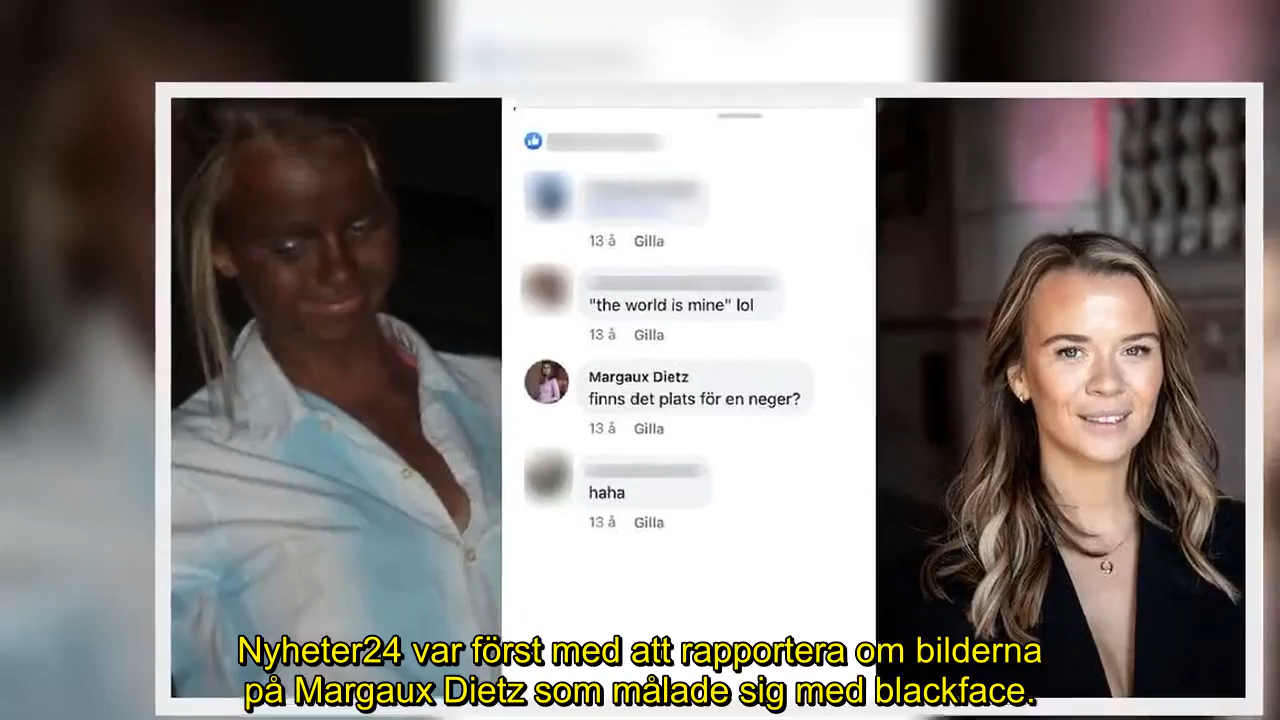 13 å Gilla
"the world is mine" lol
13 å Gilla
Margaux Dietz
finns det plats för en neger?
13 å Gilla
haha
13 å Gilla
Nyheter24 var först med att rapportera om bilderna
på Margaux Dietz som målade sig med blackface.